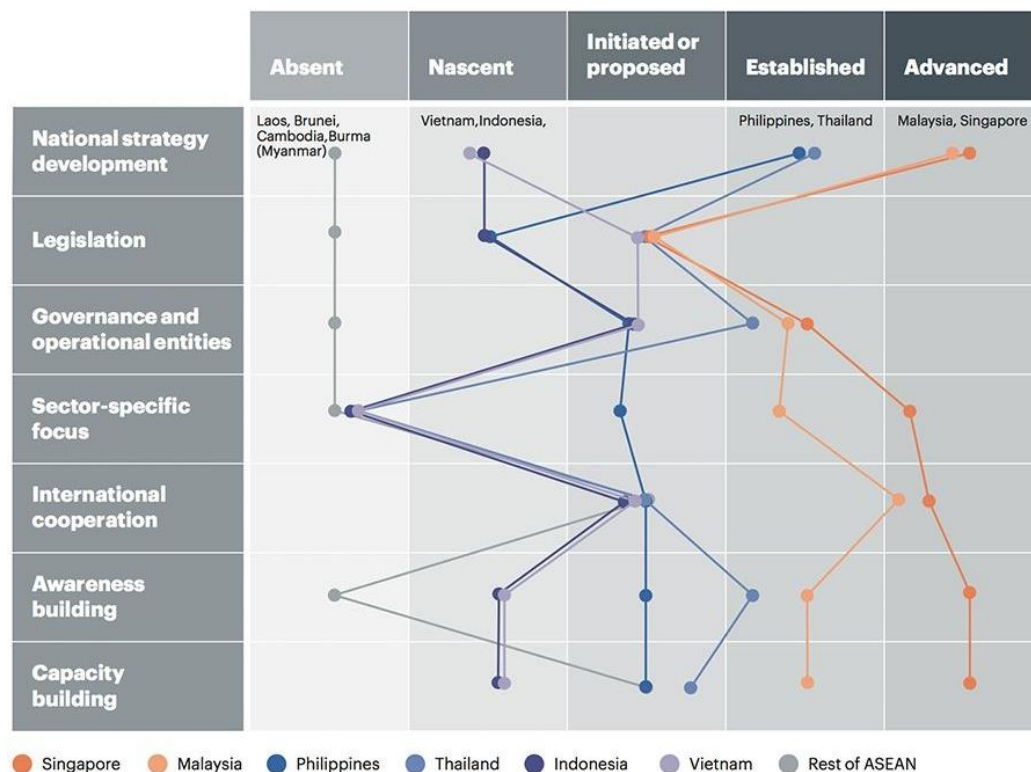 Absent
Nascent
Initiated or
proposed
Established
Advanced
National strategy
development
Laos, Brunei,
Cambodia,Burma
(Myanmar)
Vietnam,Indonesia,
Philippines, Thailand
Malaysia, Singapore
Legislation
Governance and
operational entities
Sector-specific
focus
International
cooperation
Awareness
building
Capacity
building
Singapore
Malaysia
Philippines
Thailand
Indonesia
Vietnam
Rest of ASEAN